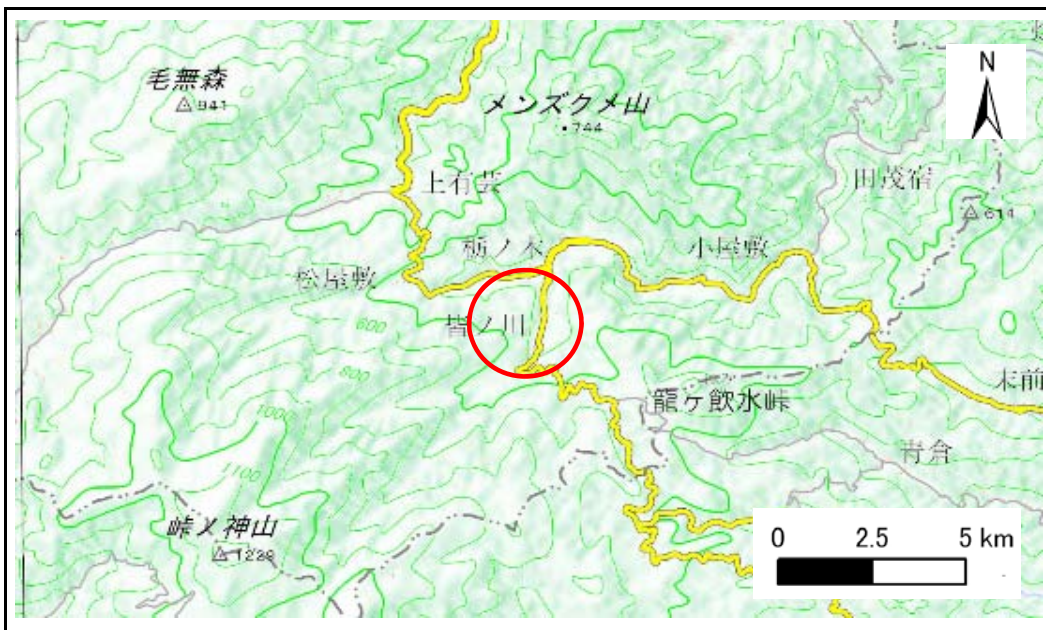 毛無森
941
メンズクメ山
744
N
上有芸
田茂宿
614
栃ノ木
小屋敷
松屋敷
皆ノ川
600
800
1000
1100
龍ヶ飲水峠
末前
青倉
峠ノ神山
0 2.5 5 km